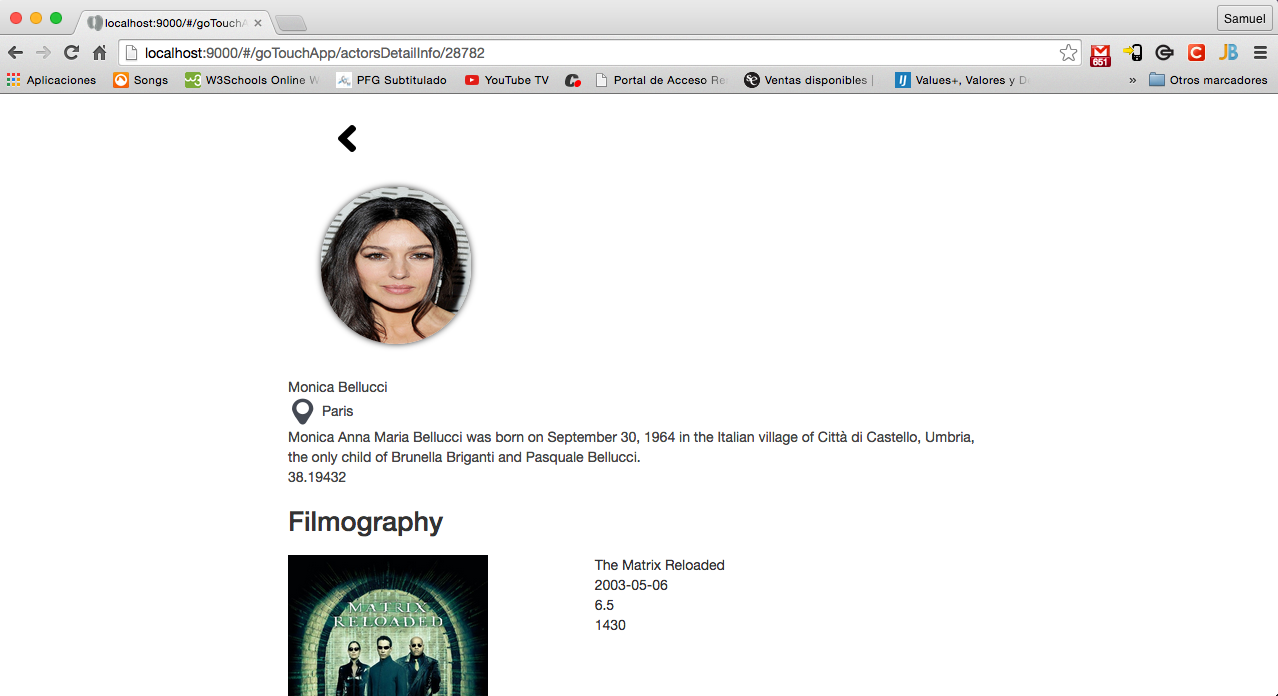 localhost:9000/#/goTouchA
Samuel
localhost:9000/#/goTouchApp/actorsDetailInfo/28782
651
C
JB
Aplicaciones
Songs
W3Schools Online W
PFG Subtitulado
YouTube TV
Portal de Acceso Re
Ventas disponibles |
Values+, Valores y D
»
Otros marcadores
Monica Bellucci
Paris
Monica Anna Maria Bellucci was born on September 30, 1964 in the Italian village of Città di Castello, Umbria,
the only child of Brunella Briganti and Pasquale Bellucci.
38.19432
Filmography
MATRIX
RELOADED
The Matrix Reloaded
2003-05-06
6.5
1430